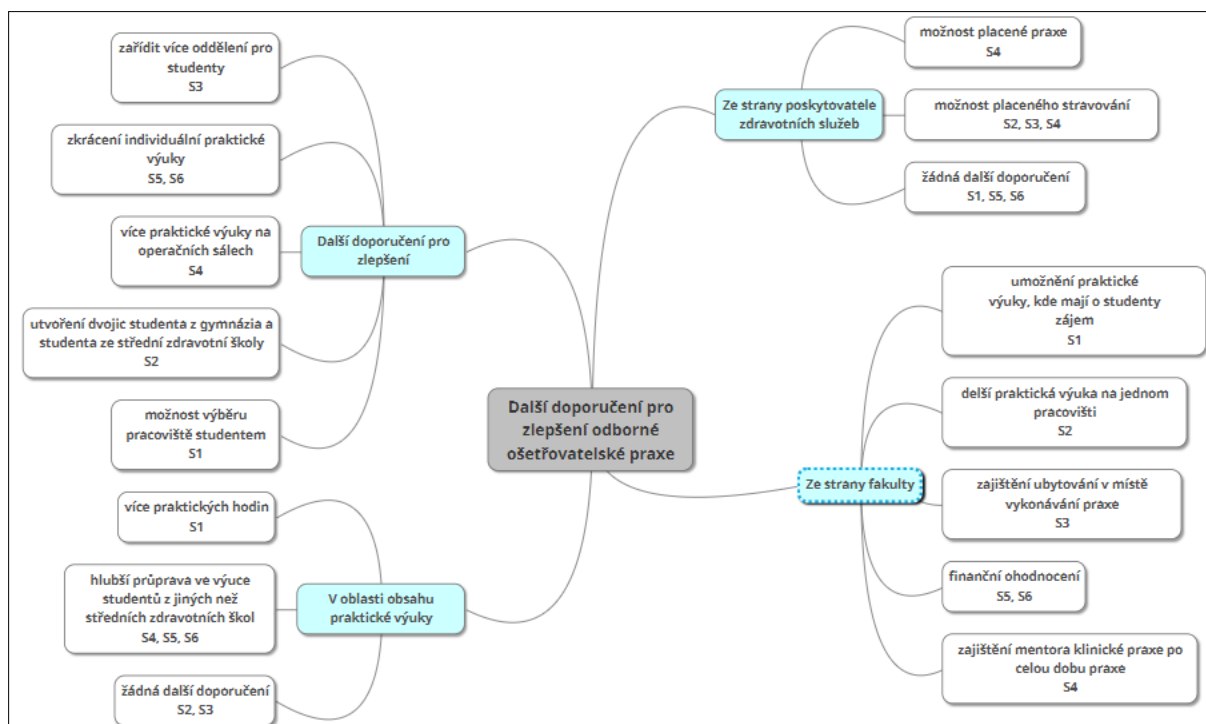 zařídit více oddělení pro
studenty
S3
zkrácení individuální praktické
výuky
S5, S6
více praktické výuky na
operačních sálech
S4
utvoření dvojic studenta z gymnázia a
studenta ze střední zdravotní školy
S2
možnost výběru
pracoviště studentem
S1
Další doporučení pro
zlepšení
více praktických hodin
S1
hlubší průprava ve výuce
studentů z jiných než
středních zdravotních škol
S4, S5, S6
žádná další doporučení
S2, S3
V oblasti obsahu
praktické výuky
Další doporučení pro
zlepšení odborné
ošetřovatelské praxe
Ze strany poskytovatele
zdravotních služeb
možnost placené praxe
S4
možnost placeného stravování
S2, S3, S4
žádná další doporučení
S1, S5, S6
Ze strany fakulty
umožnění praktické
výuky, kde mají o studenty
zájem
S1
delší praktická výuka na jednom
pracovišti
S2
zajištění ubytování v místě
vykonávání praxe
S3
finanční ohodnocení
S5, S6
zajištění mentora klinické praxe po
celou dobu praxe
S4